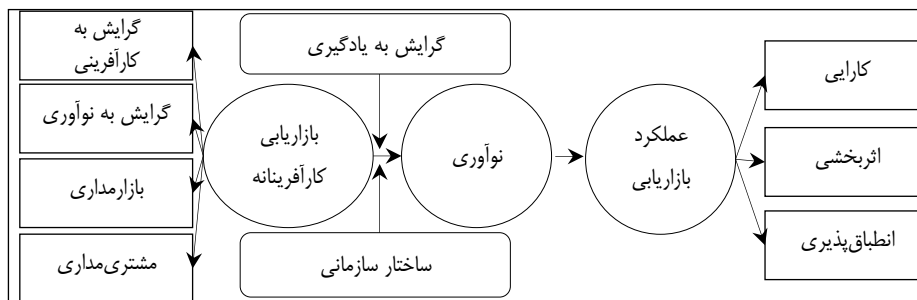 گرایش به
کارآفرینی
گرایش به نوآوری
بازارمداری
مشتری‌مداری
گرایش به یادگیری
بازاریابی
کارآفرینانه
ساختار سازمانی
نوآوری
عملکرد
بازاریابی
کارایی
اثربخشی
انطباق‌پذیری